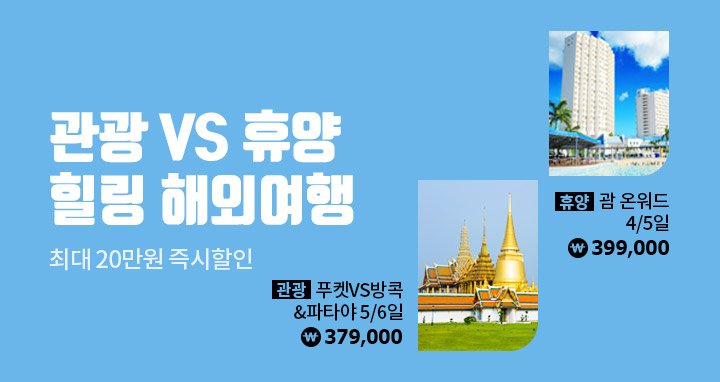 관광 VS 휴양
힐링 해외여행
최대 20만원 즉시할인
관광 푸켓VS방콕
&파타야 5/6일
₩ 379,000
휴양 괌 온워드
4/5일
₩ 399,000